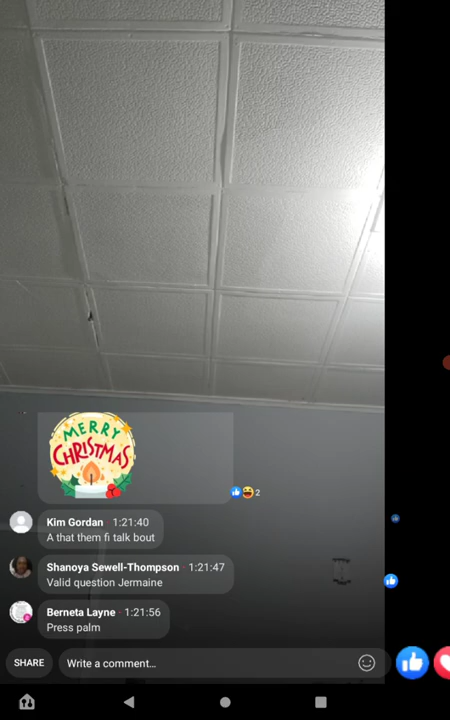 MERRY
CHRISTMAS
2
Kim Gordan · 1:21:40
A that them fi talk bout
Shanoya Sewell-Thompson · 1:21:47
Valid question Jermaine
Berneta Layne · 1:21:56
Press palm
SHARE
Write a comment...